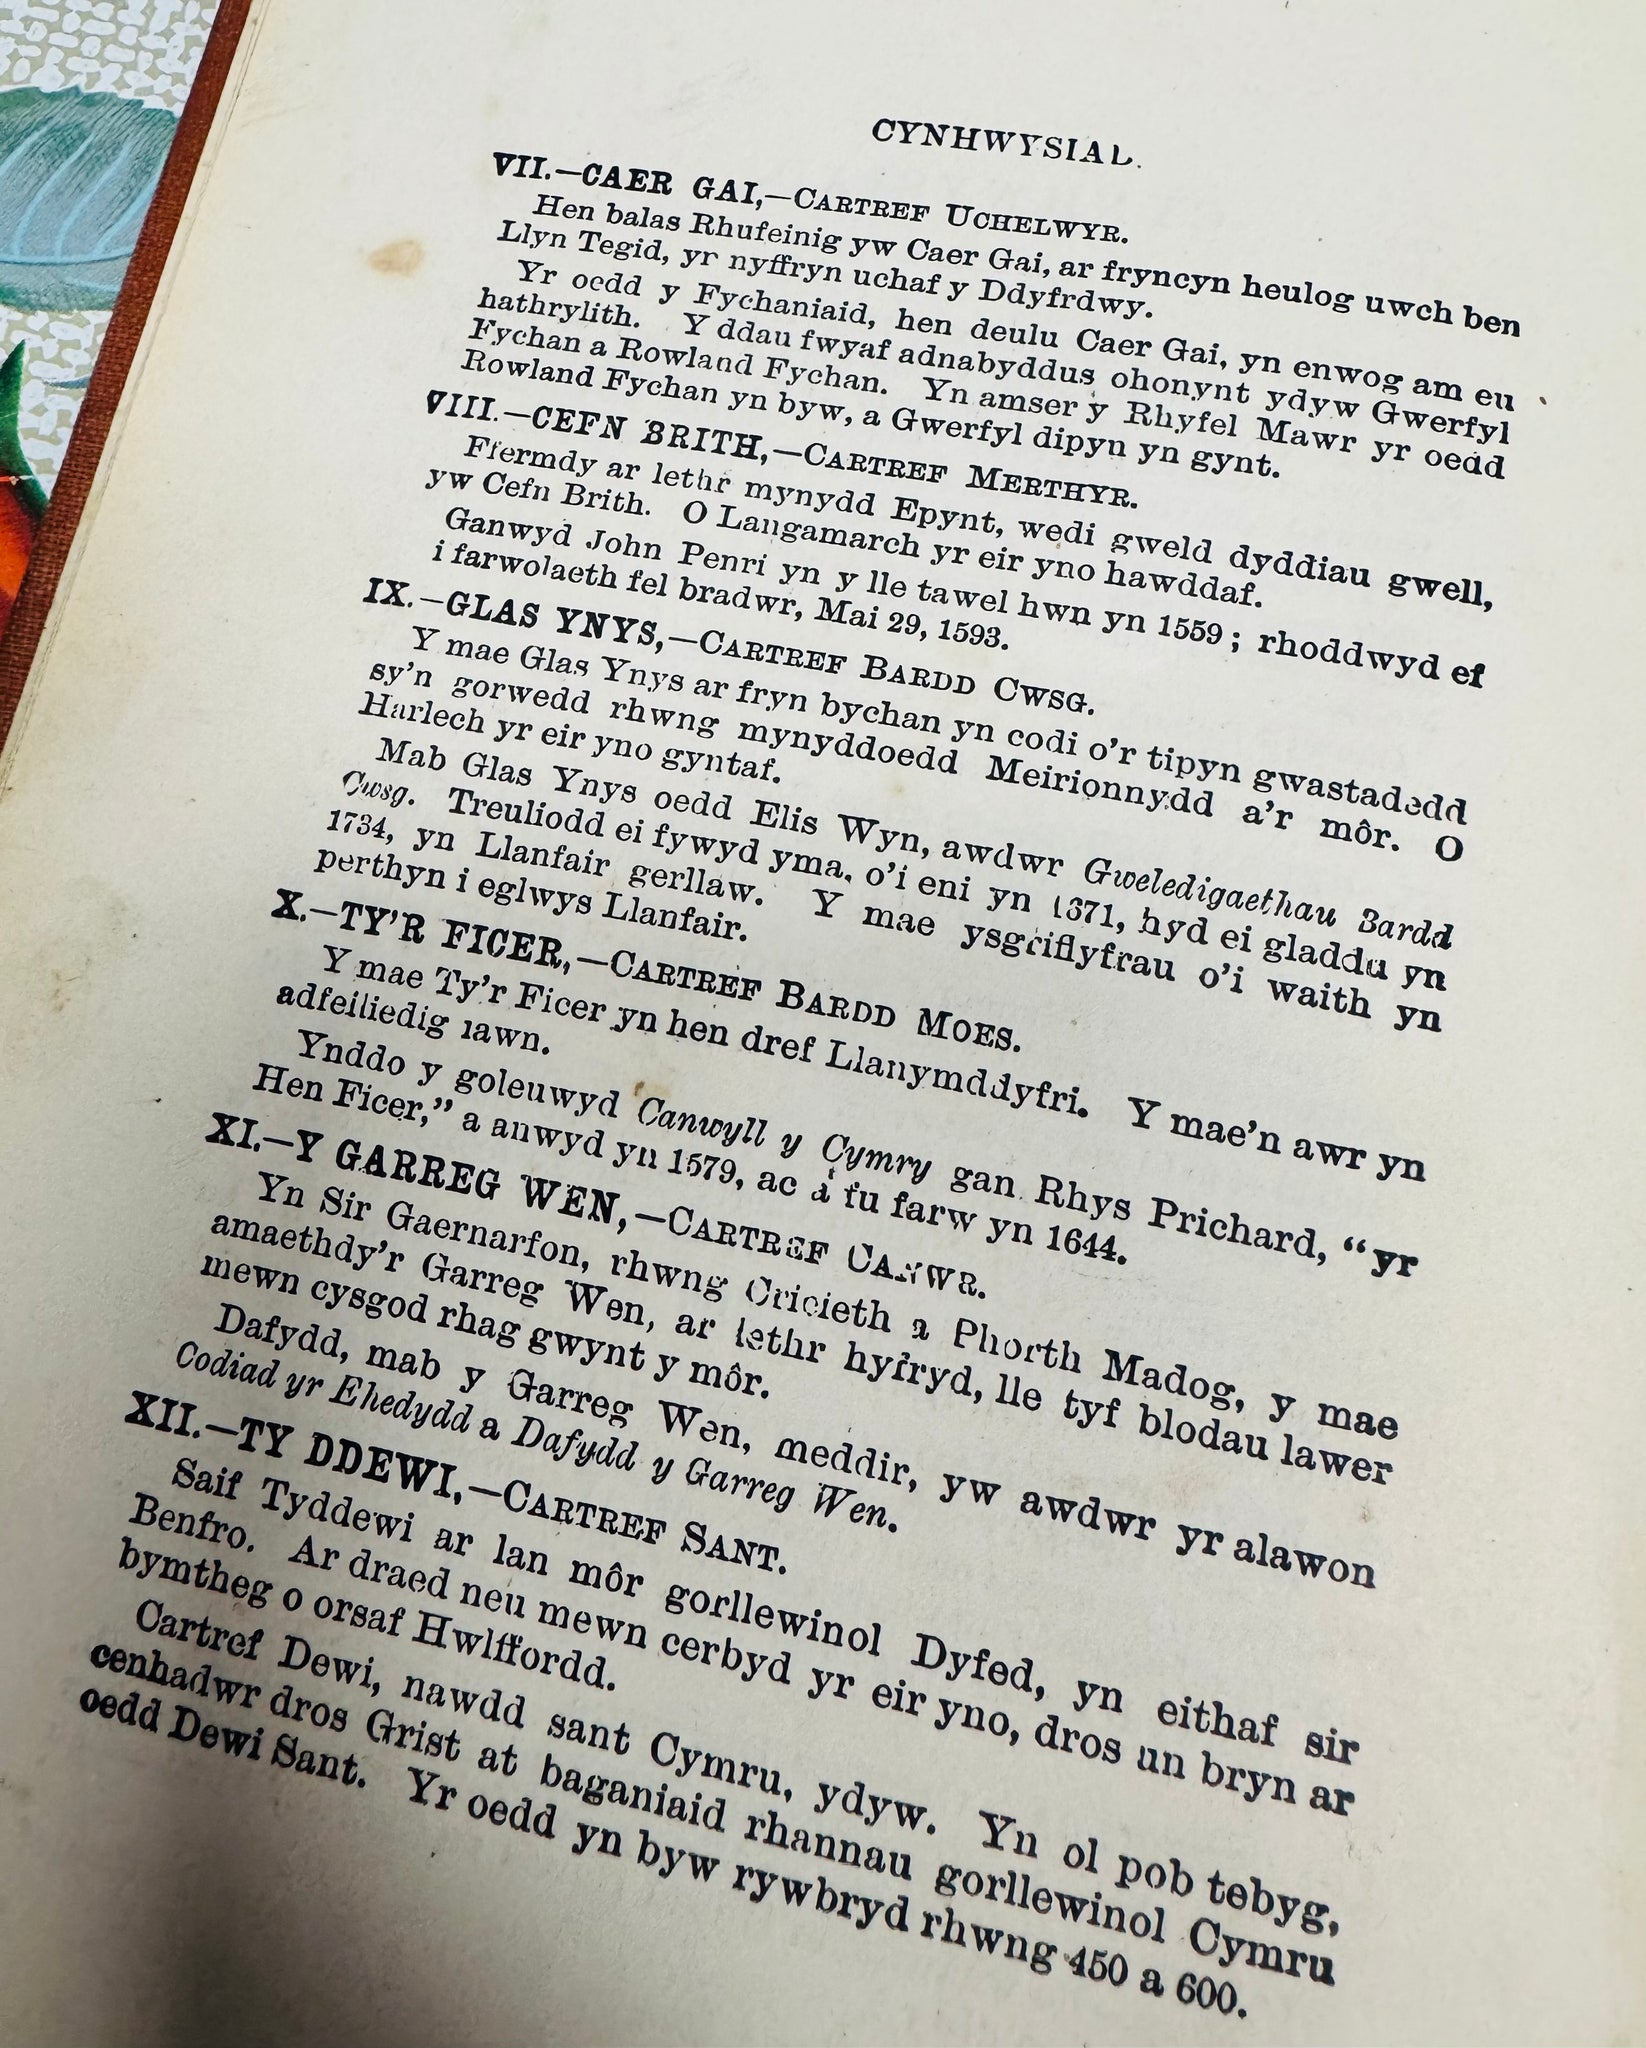 CYNHWYSIAD.
VII.—CAER GAI,—CARTREF UCHELWYR.
Hen balas Rhufeinig yw Caer Gai, ar fryncyn heulog uwch ben
Llyn Tegid, yr nyffryn uchaf y Ddyfrdwy.
Yr oedd y Fychaniaid, hen deulu Caer Gai, yn enwog am eu
hathrylith. Y ddau fwyaf adnabyddus ohonynt ydyw Gwerfyl
Fychan a Rowland Fychan. Yn amser y Rhyfel Mawr yr oedd
Rowland Fychan yn byw, a Gwerfyl dipyn yn gynt.
VIII.—CEFN BRITH,—CARTREF MERTHYR.
Ffermdy ar lethr mynydd Epynt, wedi gweld dyddiau gwell,
yw Cefn Brith. O Langamarch yr eir yno hawddaf.
Ganwyd John Penri yn y lle tawel hwn yn 1559; rhoddwyd ef
i farwolaeth fel bradwr, Mai 29, 1593.
IX.—GLAS YNYS,—CARTREF BARDD CWSG.
Y mae Glas Ynys ar fryn bychan yn codi o'r tipyn gwastadedd
sy'n gorwedd rhwng mynyddoedd Meirionnydd a'r môr. O
Harlech yr eir yno gyntaf.
Mab Glas Ynys oedd Elis Wyn, awdwr Gweledigaethau Bardd
Cwsg. Treuliodd ei fywyd yma, o'i eni yn 1671, hyd ei gladdu yn
1734, yn Llanfair gerllaw. Y mae ysgriflyfrau o'i waith yn
perthyn i eglwys Llanfair.
X.—TY'R FICER,—CARTREF BARDD MOES.
Y mae Ty'r Ficer yn hen dref Llanymddyfri. Y mae'n awr yn
adfeiliedig iawn.
Ynddo y goleuwyd Canwyll y Cymry gan Rhys Prichard, "yr
Hen Ficer," a anwyd yn 1579, ac a fu farw yn 1644.
XI.—Y GARREG WEN,—CARTREF CANWR.
Yn Sir Gaernarfon, rhwng Cricieth a Phorth Madog, y mae
amaethdy'r Garreg Wen, ar lethr hyfryd, lle tyf blodau lawer
mewn cysgod rhag gwynt y môr.
Dafydd, mab y Garreg Wen, meddir, yw awdwr yr alawon
Codiad yr Ehedydd a Dafydd y Garreg Wen.
XII.—TY DDEWI,—CARTREF SANT.
Saif Tyddewi ar lan môr gorllewinol Dyfed, yn eithaf sir
Benfro. Ar draed neu mewn cerbyd yr eir yno, dros un bryn ar
bymtheg o orsaf Hwlffordd.
Cartref Dewi, nawdd sant Cymru, ydyw. Yn ol pob tebyg,
cenhadwr dros Grist at baganiaid rhannau gorllewinol Cymru
oedd Dewi Sant. Yr oedd yn byw rywbryd rhwng 450 a 600.